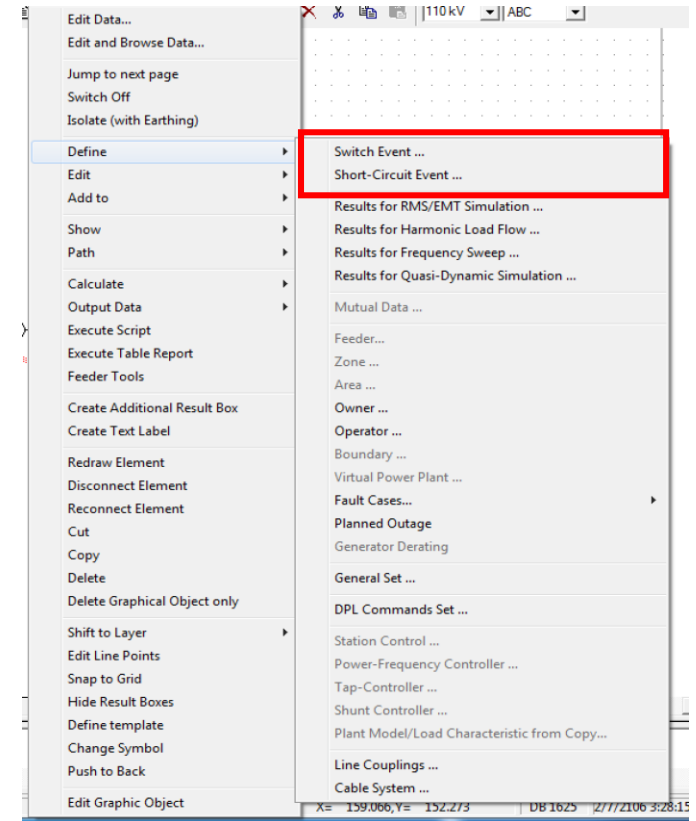 Edit Data...
Edit and Browse Data...
Jump to next page
Switch Off
Isolate (with Earthing)
Define
Edit
Add to
Show
Path
Calculate
Output Data
Execute Script
Execute Table Report
Feeder Tools
Create Additional Result Box
Create Text Label
Redraw Element
Disconnect Element
Reconnect Element
Cut
Copy
Delete
Delete Graphical Object only
Shift to Layer
Edit Line Points
Snap to Grid
Hide Result Boxes
Define template
Change Symbol
Push to Back
Edit Graphic Object
110 kV ABC
Switch Event ...
Short-Circuit Event ...
Results for RMS/EMT Simulation ...
Results for Harmonic Load Flow ...
Results for Frequency Sweep ...
Results for Quasi-Dynamic Simulation ...
Mutual Data ...
Feeder...
Zone ...
Area ...
Owner ...
Operator ...
Boundary ...
Virtual Power Plant ...
Fault Cases...
Planned Outage
Generator Derating
General Set ...
DPL Commands Set ...
Station Control ...
Power-Frequency Controller ...
Tap-Controller ...
Shunt Controller ...
Plant Model/Load Characteristic from Copy...
Line Couplings ...
Cable System ...
X= 159.066,Y= 152.273 DB 1625 2/7/2106 3:28:15